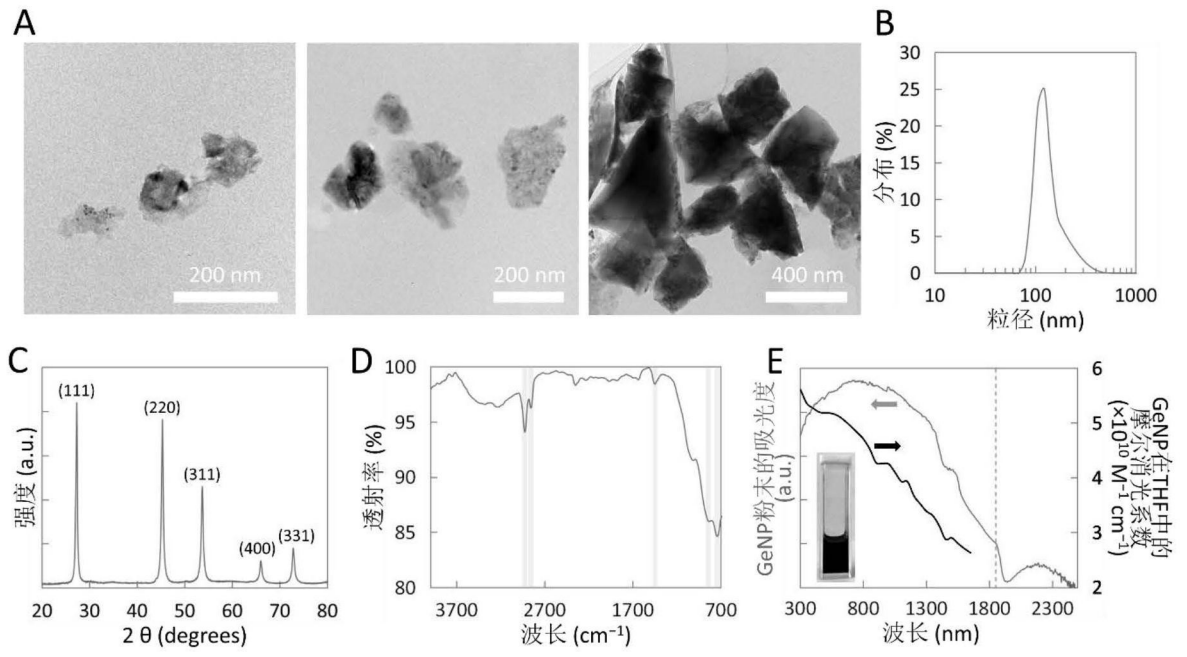 A
200 nm
200 nm
400 nm
B
30
25
20
15
10
5
0
分布 (%)
10
100
1000
粒径 (nm)
C
(111)
(220)
(311)
(400)
(331)
强度 (a.u.)
20
30
40
50
60
70
80
2 θ (degrees)
D
100
95
90
85
80
透射率 (%)
3700
2700
1700
700
波长 (cm⁻¹)
E
GeNP粉末的吸光度
(a.u.)
6
5
4
3
2
GeNP在THF中的
摩尔消光系数
(×10¹⁰ M⁻¹ cm⁻¹)
300
800
1300
1800
2300
波长 (nm)